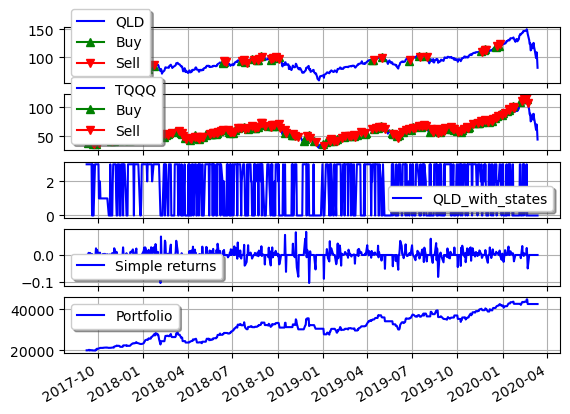 150
100
QLD
Buy
Sell
100
50
TQQQ
Buy
Sell
2
0
QLD_with_states
0.0
−0.1
Simple returns
40000
20000
Portfolio
2017-10
2018-01
2018-04
2018-07
2018-10
2019-01
2019-04
2019-07
2019-10
2020-01
2020-04